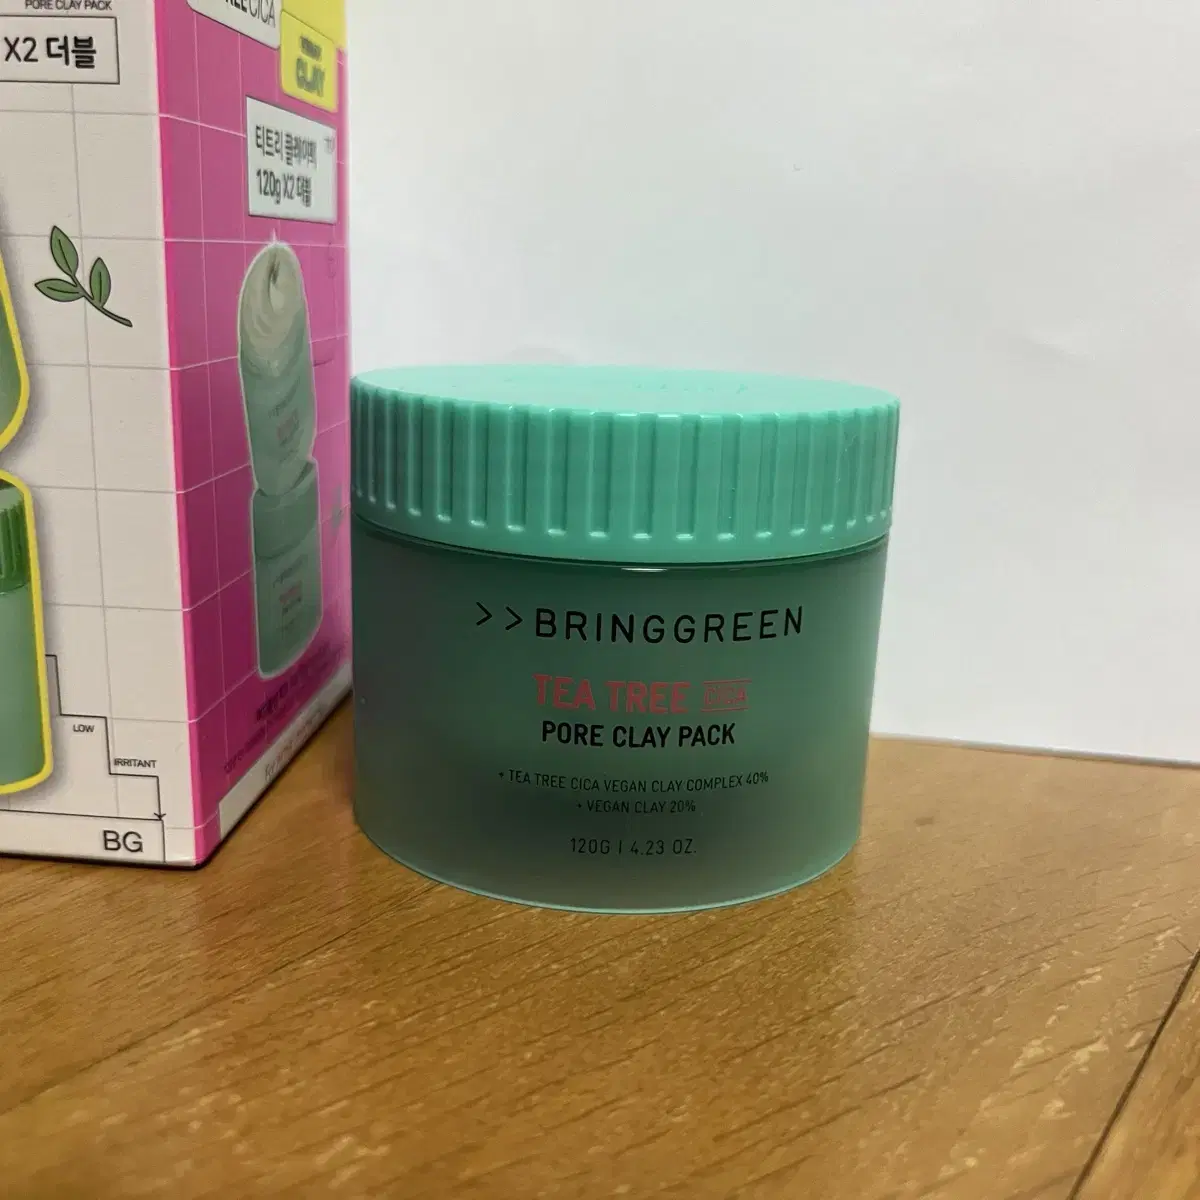 PORE CLAY PACK
X2 더블
CICA
CLAY
티트리 클레이팩
120g X2 더블
LOW
IRRITANT
BG
>>BRINGGREEN
TEA TREE CICA
PORE CLAY PACK
+ TEA TREE CICA VEGAN CLAY COMPLEX 40%
+ VEGAN CLAY 20%
120G | 4.23 OZ.